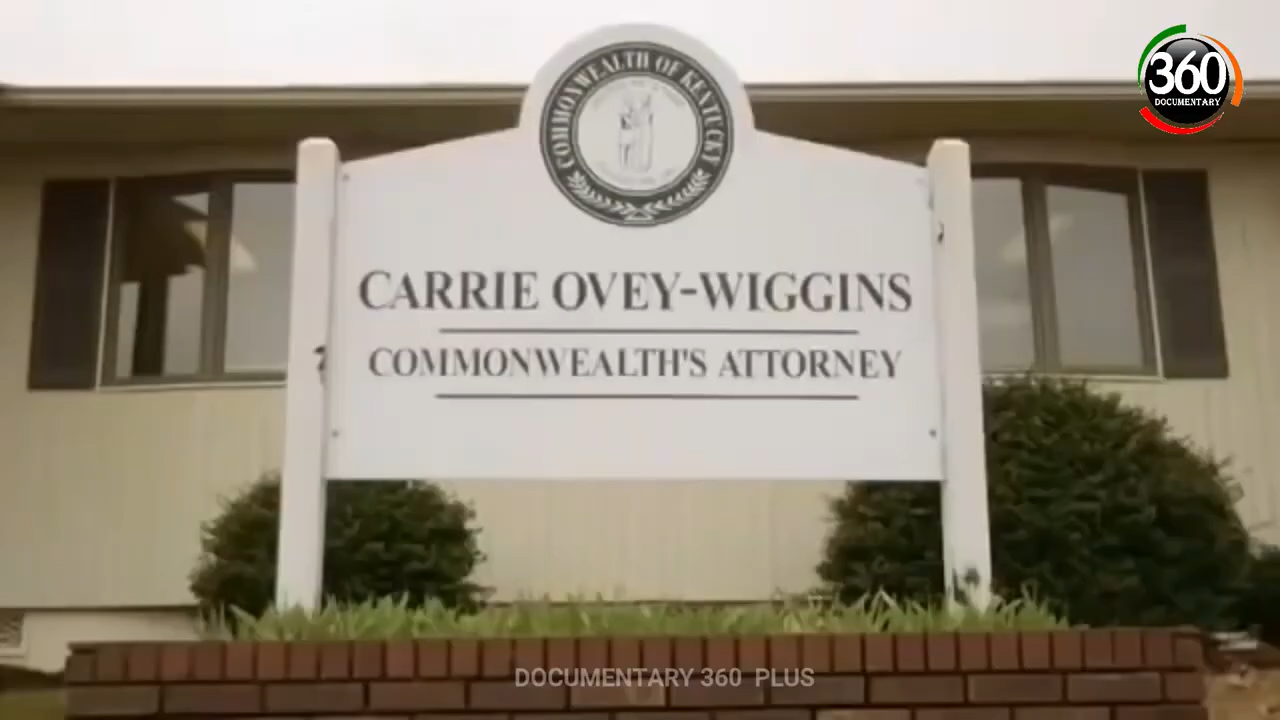 360
DOCUMENTARY
COMMONWEALTH OF KENTUCKY
CARRIE OVEY-WIGGINS
COMMONWEALTH'S ATTORNEY
DOCUMENTARY 360 PLUS